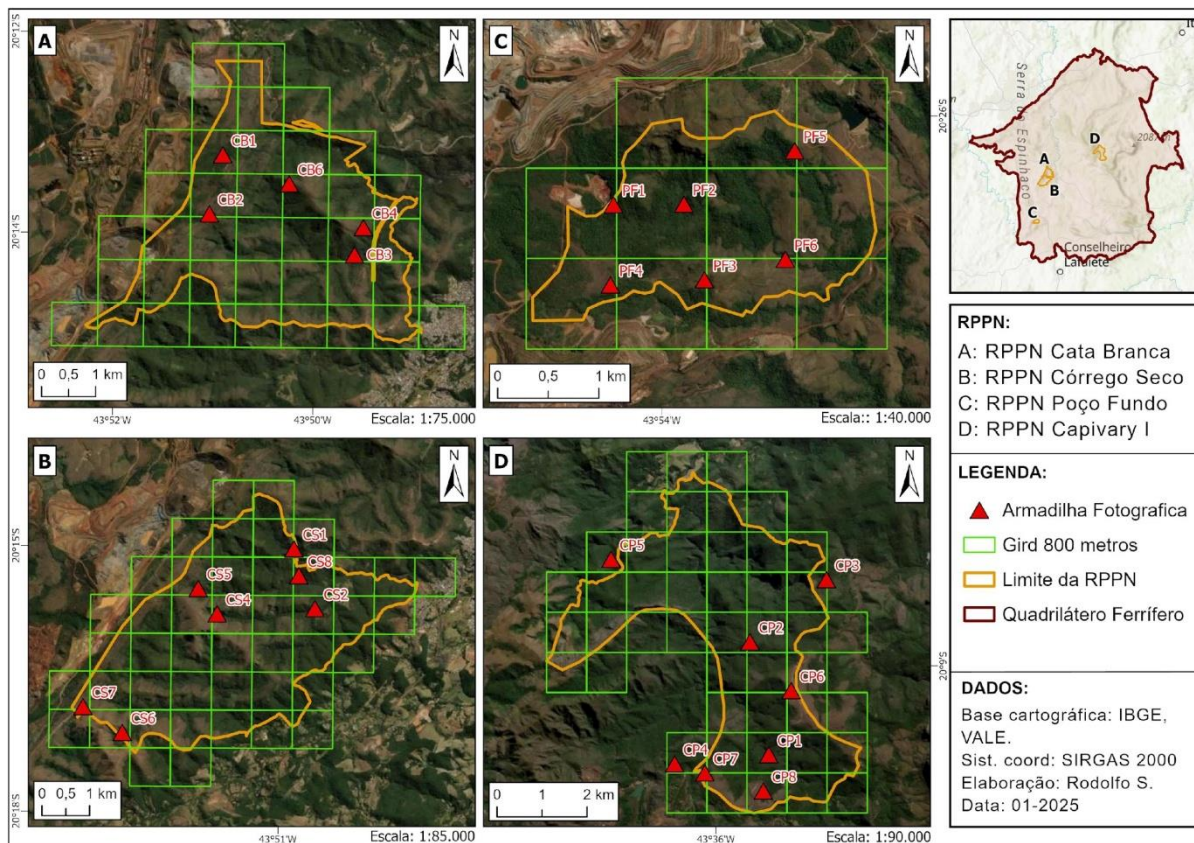 A
N
20°12'S
20°14'S
CB1
CB6
CB2
CB4
CB3
0 0,5 1 km
43°52'W
43°50'W
Escala: 1:75.000
C
N
20°26'S
PF5
PF1
PF2
PF6
PF3
PF4
0 0,5 1 km
43°54'W
Escala:: 1:40.000
B
N
20°15'S
20°18'S
CS1
CS8
CS5
CS4
CS2
CS7
CS6
0 0,5 1 km
43°51'W
Escala: 1:85.000
D
N
20°9'S
CP5
CP3
CP2
CP6
CP1
CP4
CP7
CP8
0 1 2 km
43°36'W
Escala: 1:90.000
Serra do Espinhaço
D
A
B
C
Conselheiro
Lafaiete
RPPN:
A: RPPN Cata Branca
B: RPPN Córrego Seco
C: RPPN Poço Fundo
D: RPPN Capivary I
LEGENDA:
Armadilha Fotografica
Gird 800 metros
Limite da RPPN
Quadrilátero Ferrífero
DADOS:
Base cartográfica: IBGE,
VALE.
Sist. coord: SIRGAS 2000
Elaboração: Rodolfo S.
Data: 01-2025